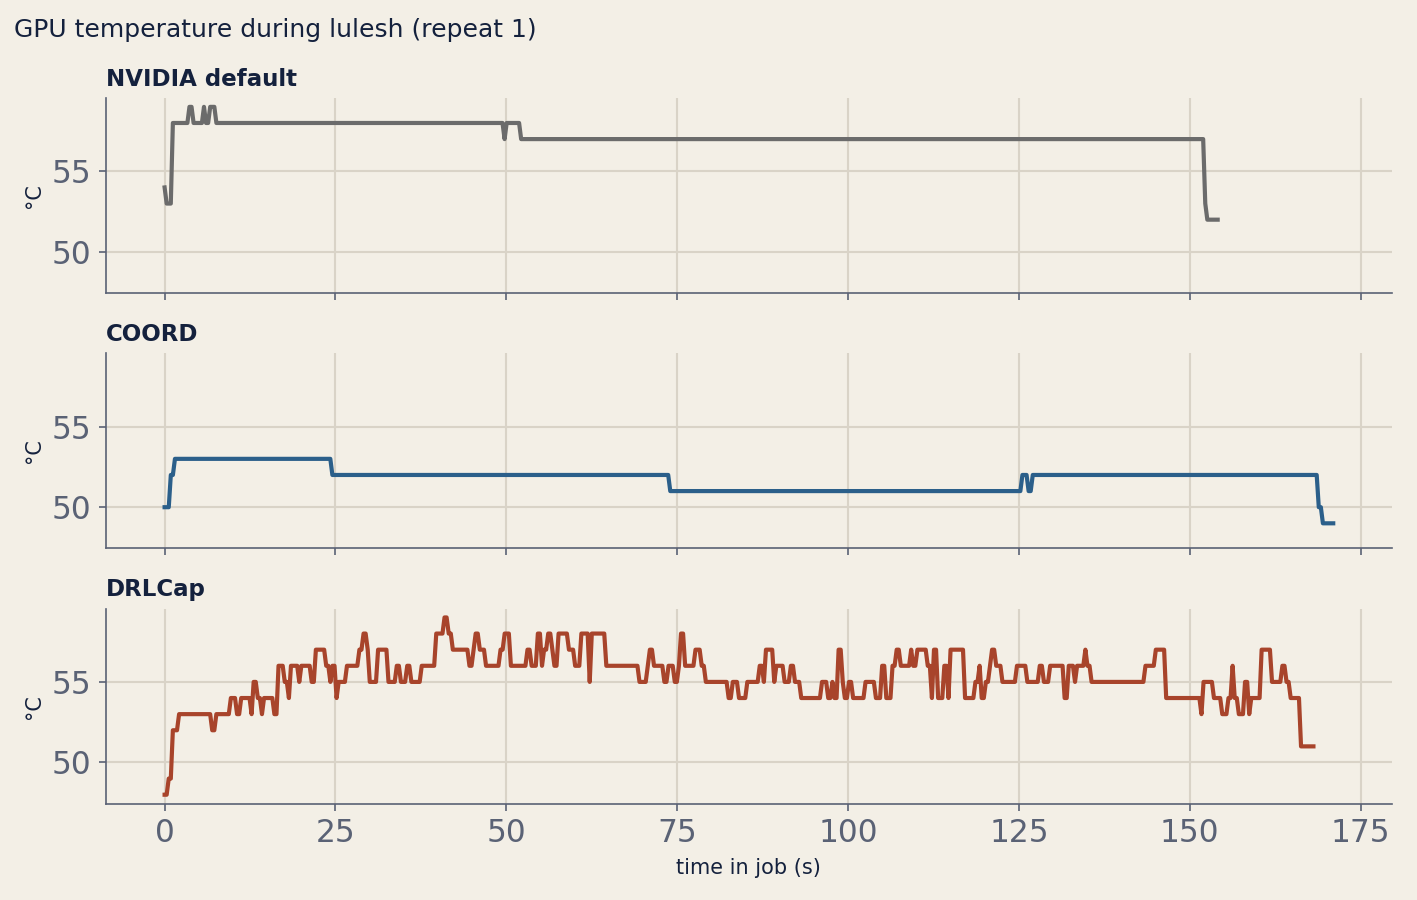 GPU temperature during lulesh (repeat 1)
NVIDIA default
55
50
°C
COORD
55
50
°C
DRLCap
55
50
°C
0 25 50 75 100 125 150 175
time in job (s)